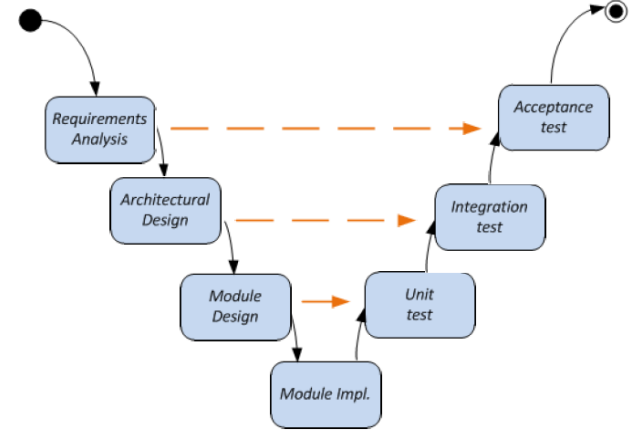 Requirements
Analysis
Acceptance
test
Architectural
Design
Integration
test
Module
Design
Unit
test
Module Impl.